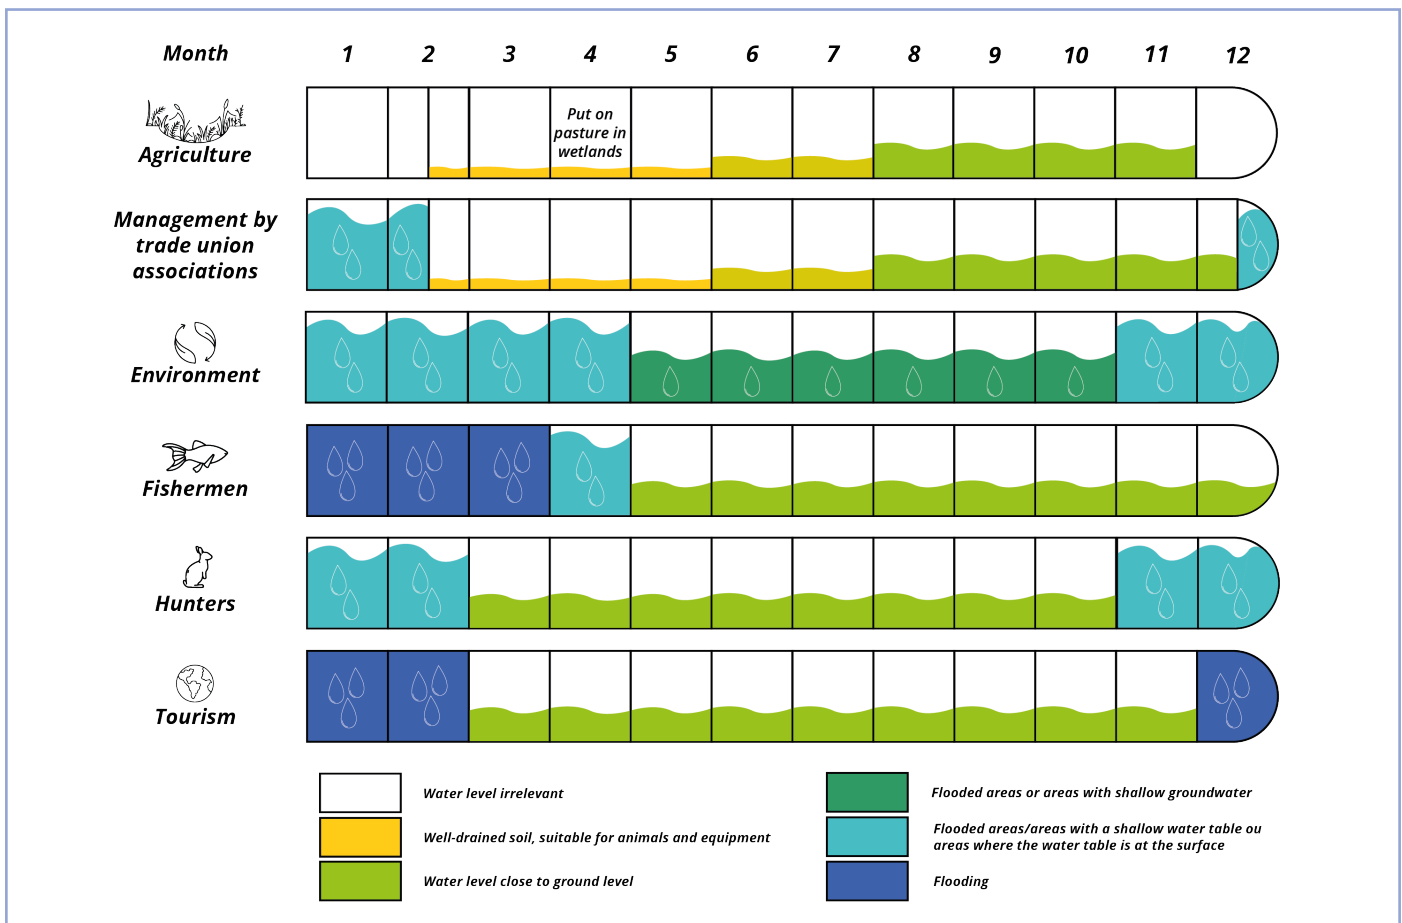 Month 1 2 3 4 5 6 7 8 9 10 11 12
Agriculture
Put on
pasture in
wetlands
Management by
trade union
associations
Environment
Fishermen
Hunters
Tourism
Water level irrelevant
Well-drained soil, suitable for animals and equipment
Water level close to ground level
Flooded areas or areas with shallow groundwater
Flooded areas/areas with a shallow water table ou
areas where the water table is at the surface
Flooding